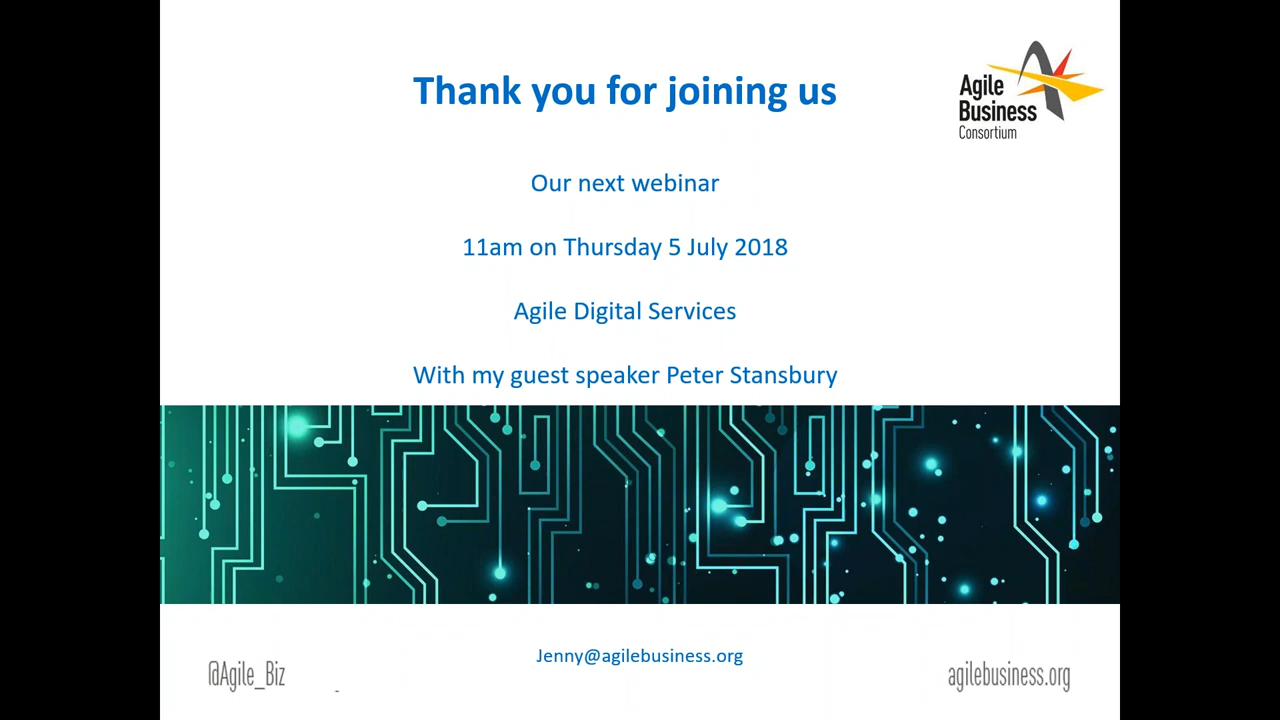 Thank you for joining us
Agile
Business
Consortium
Our next webinar
11am on Thursday 5 July 2018
Agile Digital Services
With my guest speaker Peter Stansbury
Jenny@agilebusiness.org
@Agile_Biz
agilebusiness.org